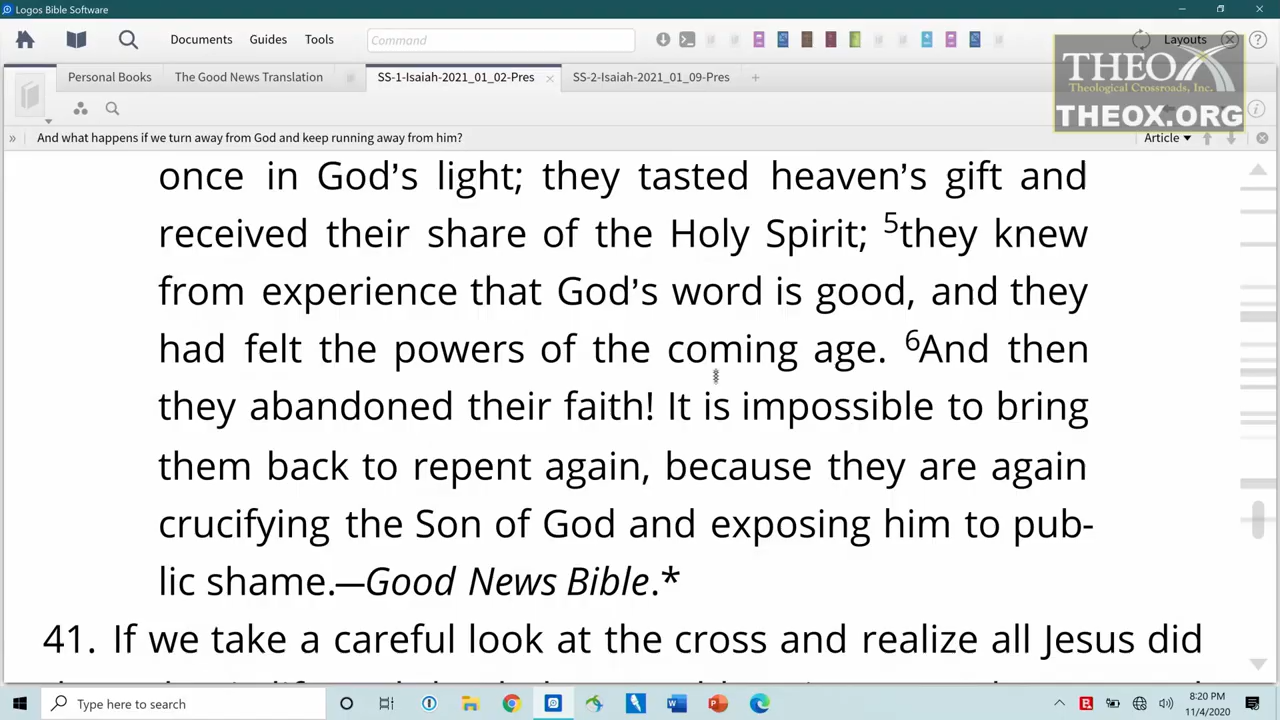 Logos Bible Software
Documents Guides Tools Command Layouts
THEOX
Theological Crossroads, Inc.
THEOX.ORG
Personal Books The Good News Translation SS-1-Isaiah-2021_01_02-Pres SS-2-Isaiah-2021_01_09-Pres
And what happens if we turn away from God and keep running away from him? Article
once in God's light; they tasted heaven's gift and
received their share of the Holy Spirit; 5they knew
from experience that God's word is good, and they
had felt the powers of the coming age. 6And then
they abandoned their faith! It is impossible to bring
them back to repent again, because they are again
crucifying the Son of God and exposing him to pub-
lic shame.—Good News Bible.*
41. If we take a careful look at the cross and realize all Jesus did
Type here to search
8:20 PM
11/4/2020